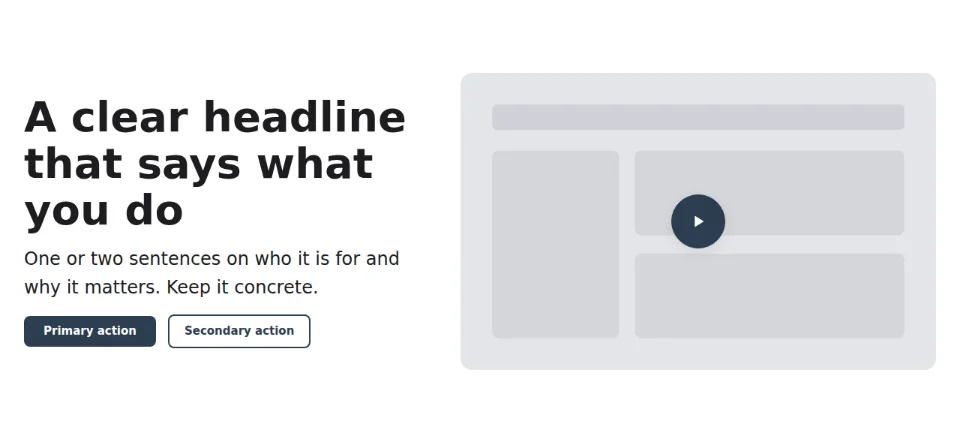 A clear headline
that says what
you do
One or two sentences on who it is for and
why it matters. Keep it concrete.
Primary action
Secondary action